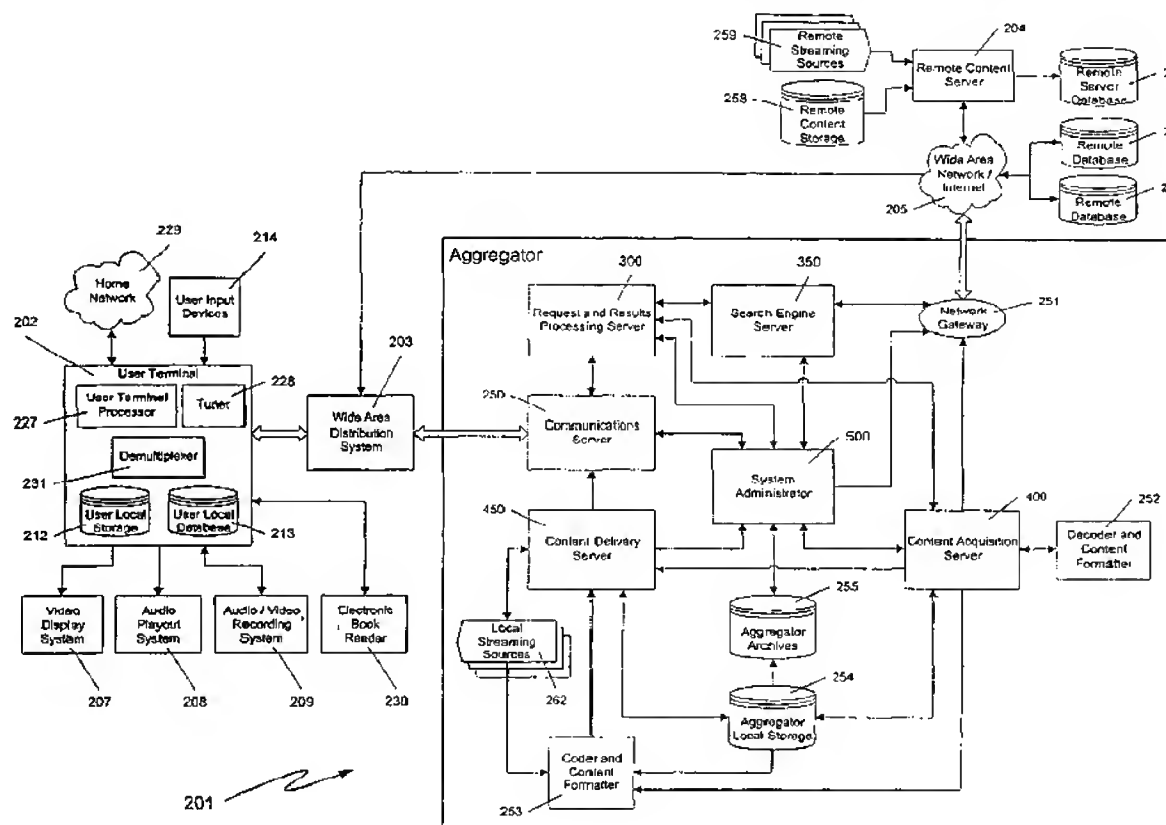 259
Remote
Streaming
Sources
204
Remote Content
Server
Remote
Server
Database
258
Remote
Content
Storage
Wide Area
Network /
Internet
205
Remote
Database
Remote
Database
229
Home
Network
214
User Input
Devices
202
User Terminal
User Terminal
Processor
227
Tuner
228
Demultiplexer
231
User Local
Storage
212
User Local
Database
213
203
Wide Area
Distribution
System
Video
Display
System
207
Audio
Playout
System
208
Audio / Video
Recording
System
209
Electronic
Book
Reader
230
201
Aggregator
300
Request and Results
Processing Server
350
Search Engine
Server
251
Network
Gateway
250
Communications
Server
500
System
Administrator
450
Content Delivery
Server
400
Content Acquisition
Server
252
Decoder and
Content
Formatter
255
Aggregator
Archives
Local
Streaming
Sources
262
254
Aggregator
Local Storage
Coder and
Content
Formatter
253